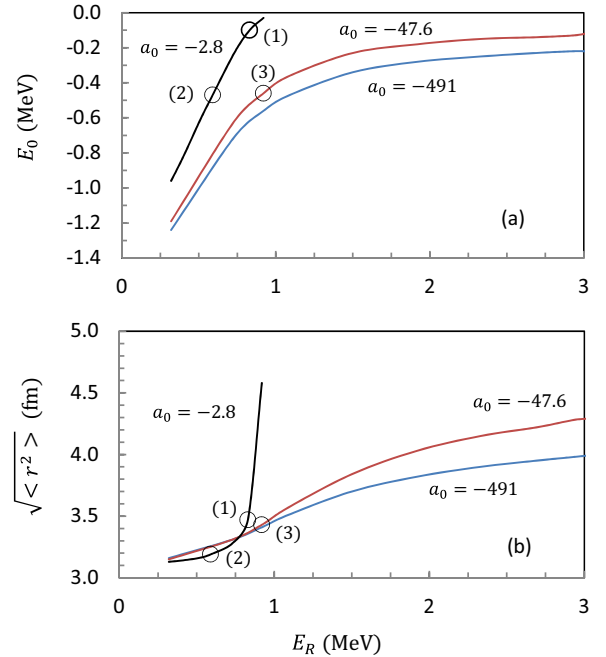 0.0
-0.2
-0.4
-0.6
-0.8
-1.0
-1.2
-1.4
E₀ (MeV)
a₀ = −2.8
(1)
(2)
(3)
a₀ = −47.6
a₀ = −491
(a)
0 1 2 3
5.0
4.5
4.0
3.5
3.0
√< r² > (fm)
a₀ = −2.8
a₀ = −47.6
a₀ = −491
(1)
(3)
(2)
(b)
0 1 2 3
E_R (MeV)